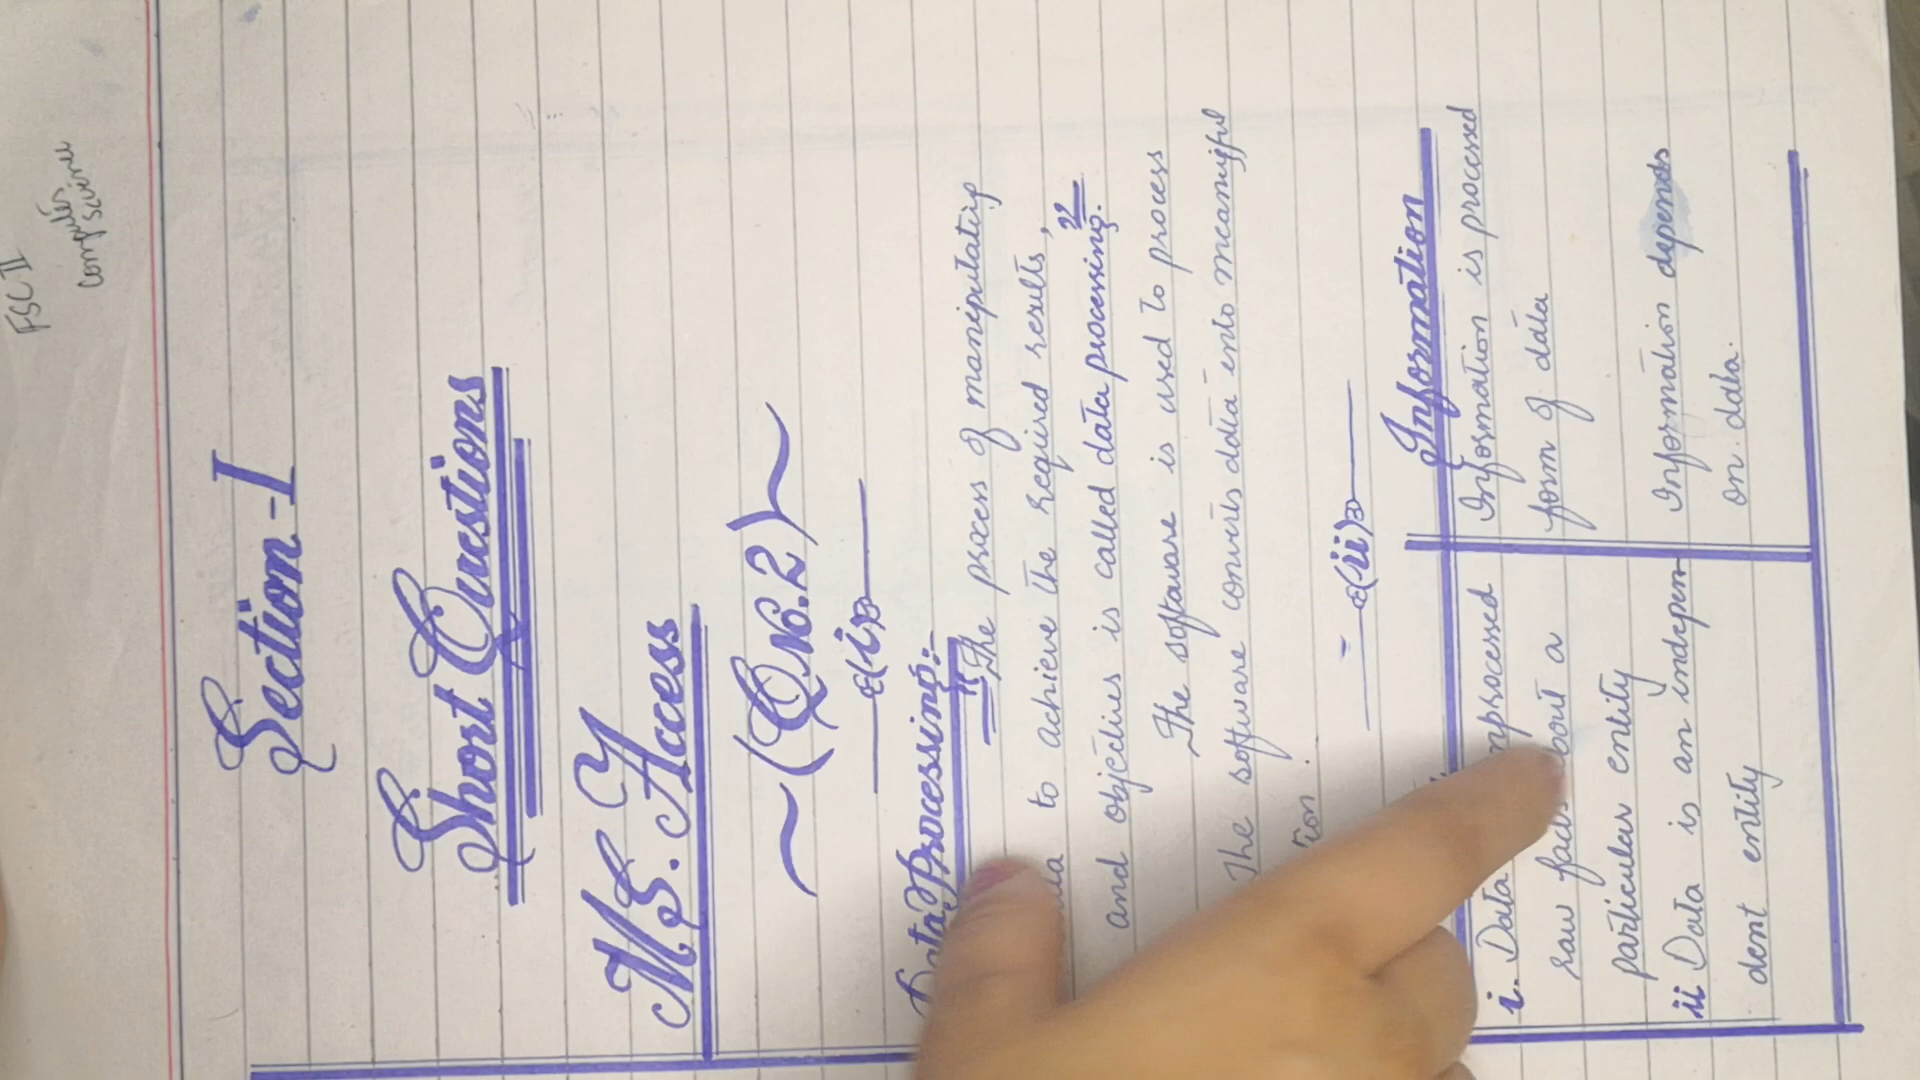 FSC II
computer
science
Section-I
Short Questions
M.S. Access
(Q No.2)
(i)
Data Processing:-
"The process of manipulating
to achieve the required results,
and objectives is called data processing."
The software is used to process
The software converts data into meaningful
tion.
(ii)
Information
i. Data
raw about a
particular entity
ii Data is an indepen-
dent entity
Information is processed
form of data
Information depends
on data.